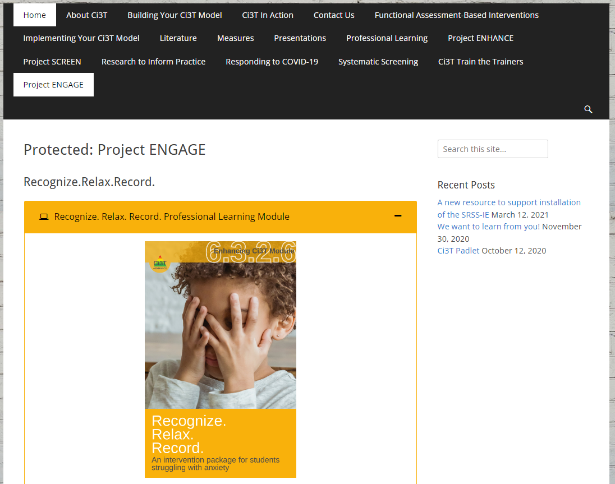 Home About Ci3T Building Your Ci3T Model Ci3T In Action Contact Us Functional Assessment-Based Interventions
Implementing Your Ci3T Model Literature Measures Presentations Professional Learning Project ENHANCE
Project SCREEN Research to Inform Practice Responding to COVID-19 Systematic Screening Ci3T Train the Trainers
Project ENGAGE
Protected: Project ENGAGE
Search this site...
Recognize.Relax.Record.
Recent Posts
A new resource to support installation
of the SRSS-IE March 12, 2021
We want to learn from you! November
30, 2020
Ci3T Padlet October 12, 2020
Recognize. Relax. Record. Professional Learning Module
6.3.2.6
Enhancing Ci3T Module
Recognize.
Relax.
Record.
An intervention package for students
struggling with anxiety